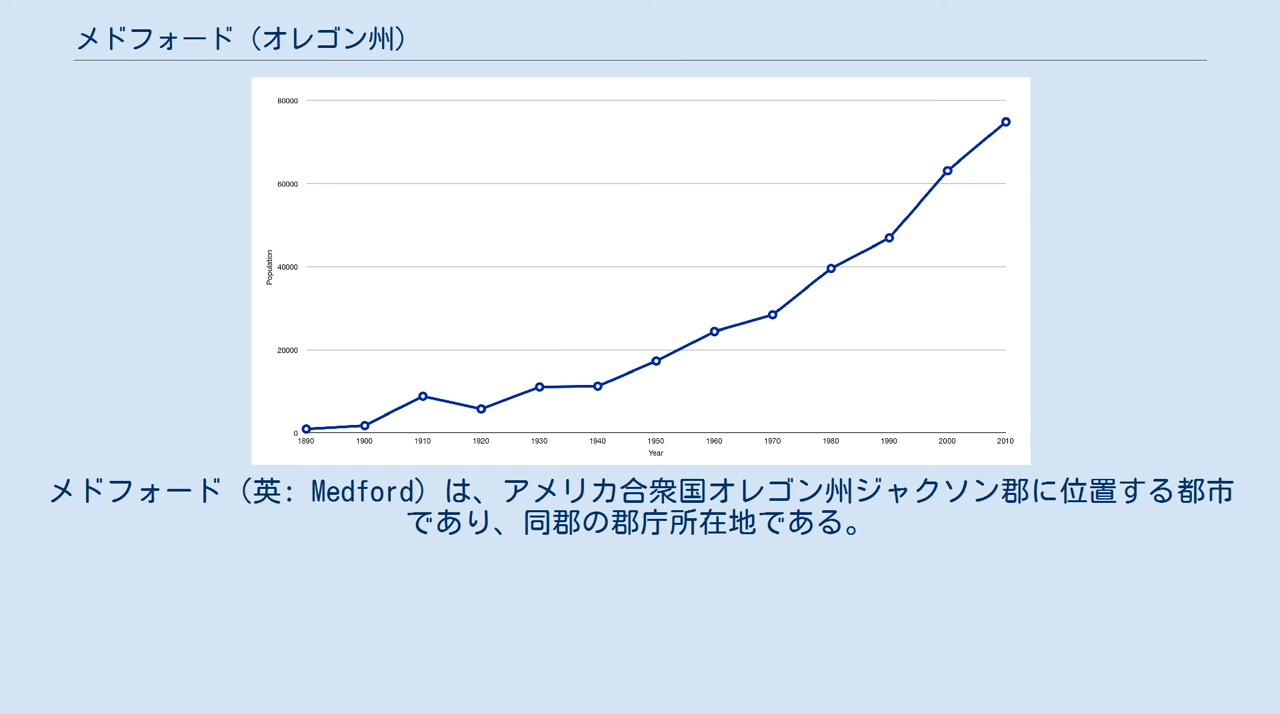 メドフォード（オレゴン州）
80000
60000
40000
20000
0
Population
1890 1900 1910 1920 1930 1940 1950 1960 1970 1980 1990 2000 2010
Year
メドフォード（英: Medford）は、アメリカ合衆国オレゴン州ジャクソン郡に位置する都市
であり、同郡の郡庁所在地である。